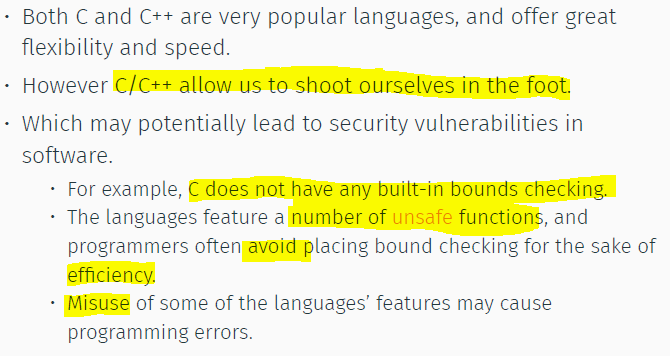 • Both C and C++ are very popular languages, and offer great
flexibility and speed.
• However C/C++ allow us to shoot ourselves in the foot.
• Which may potentially lead to security vulnerabilities in
software.
• For example, C does not have any built-in bounds checking.
• The languages feature a number of unsafe functions, and
programmers often avoid placing bound checking for the sake of
efficiency.
• Misuse of some of the languages’ features may cause
programming errors.